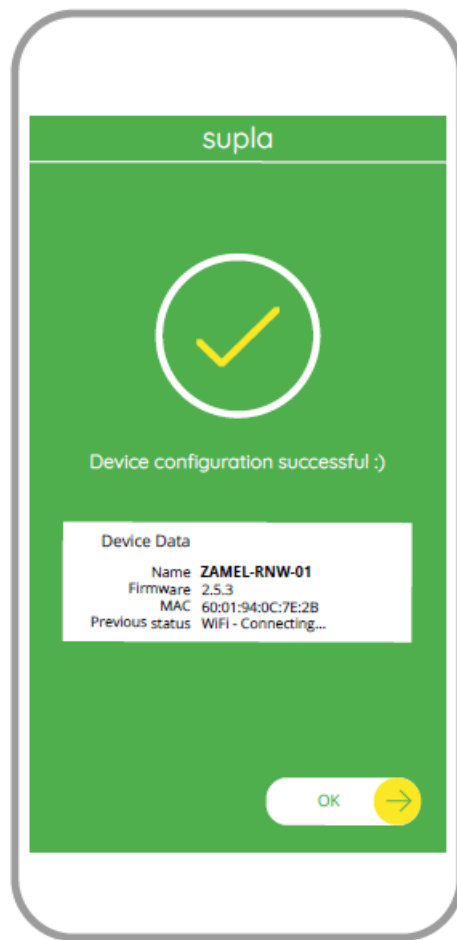 supla
Device configuration successful :)
Device Data
Name ZAMEL-RNW-01
Firmware 2.5.3
MAC 60:01:94:0C:7E:2B
Previous status WiFi - Connecting...
OK